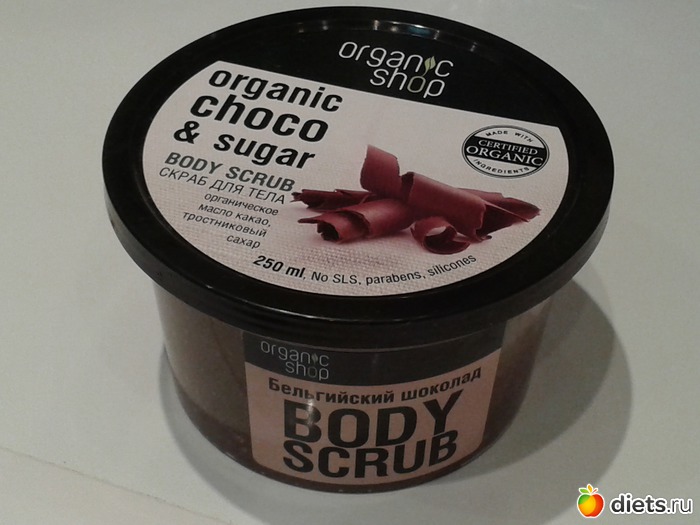 organic
shop
organic
choco
& sugar
BODY SCRUB
СКРАБ ДЛЯ ТЕЛА
органическое
масло какао,
тростниковый
сахар
250 ml, No SLS, parabens, silicones
MADE WITH
CERTIFIED
ORGANIC
INGREDIENTS
organic
shop
Бельгийский шоколад
BODY
SCRUB
diets.ru